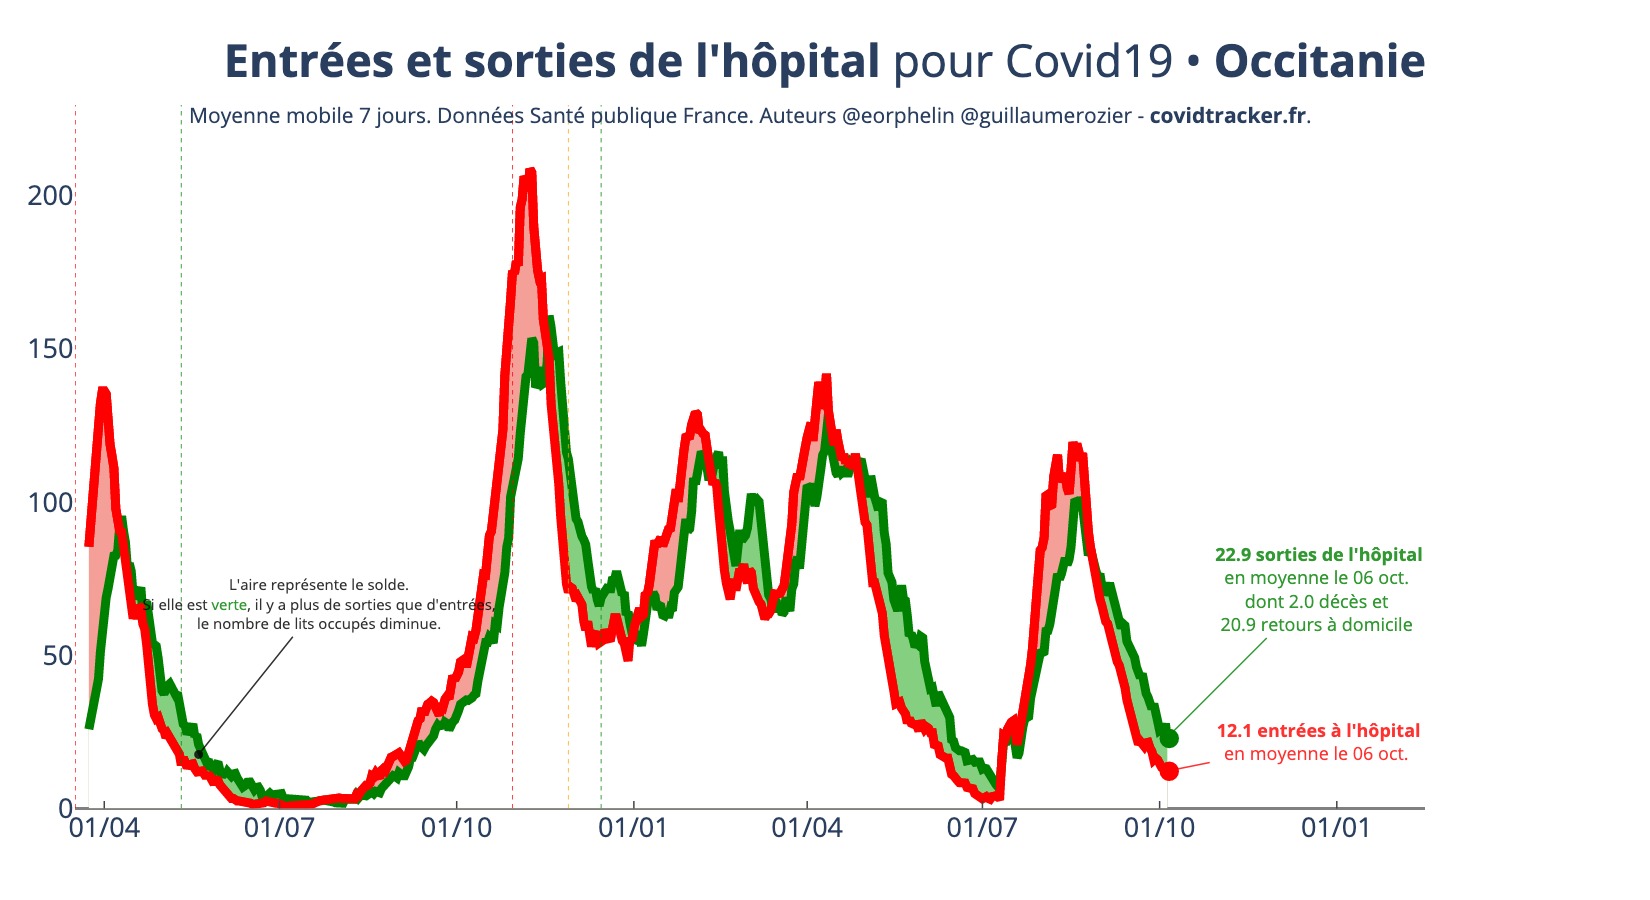 Entrées et sorties de l'hôpital pour Covid19 • Occitanie
Moyenne mobile 7 jours. Données Santé publique France. Auteurs @eorphelin @guillaumerozier - covidtracker.fr.
200
150
100
50
0
L'aire représente le solde.
Si elle est verte, il y a plus de sorties que d'entrées,
le nombre de lits occupés diminue.
22.9 sorties de l'hôpital
en moyenne le 06 oct.
dont 2.0 décès et
20.9 retours à domicile
12.1 entrées à l'hôpital
en moyenne le 06 oct.
01/04 01/07 01/10 01/01 01/04 01/07 01/10 01/01